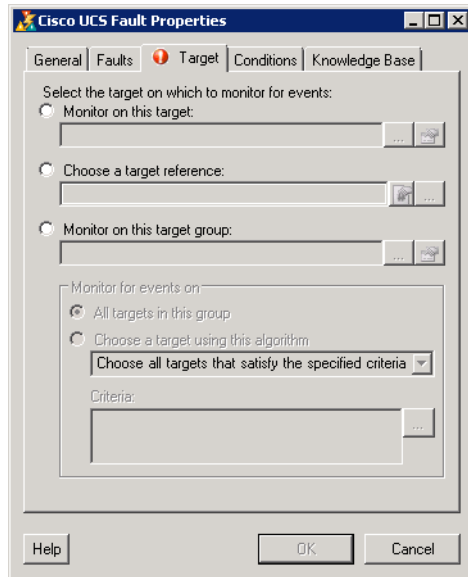 Cisco UCS Fault Properties
General Faults Target Conditions Knowledge Base
Select the target on which to monitor for events:
Monitor on this target:
...
Choose a target reference:
...
Monitor on this target group:
...
Monitor for events on
All targets in this group
Choose a target using this algorithm
Choose all targets that satisfy the specified criteria
Criteria:
...
Help OK Cancel